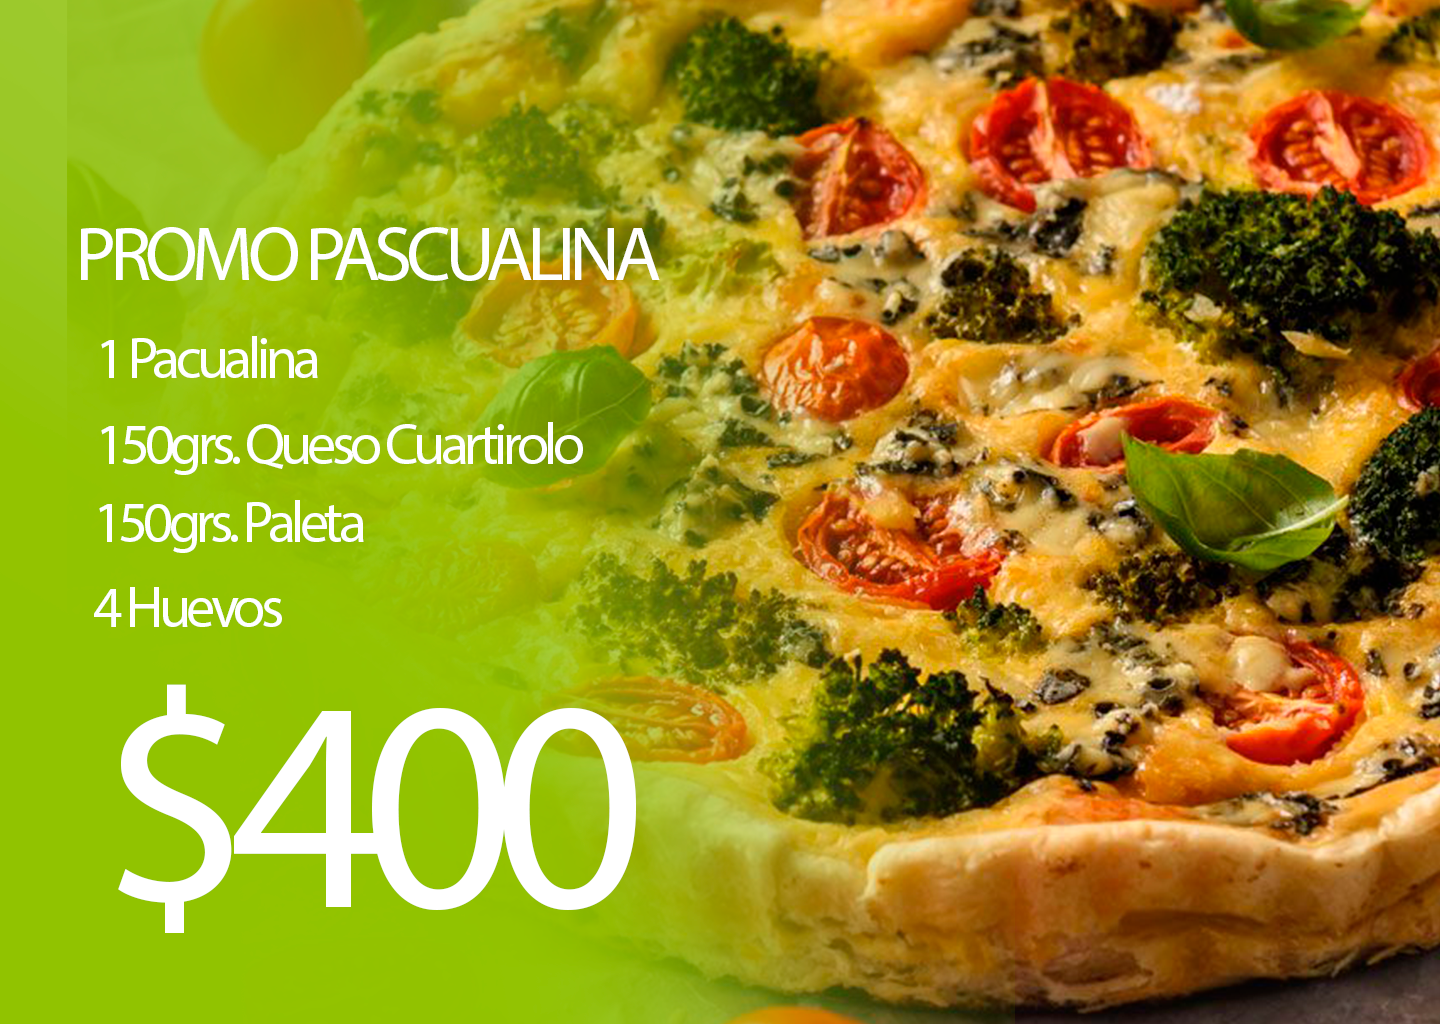 PROMO PASCUALINA
1 Pacualina
150grs. Queso Cuartirolo
150grs. Paleta
4 Huevos
$400